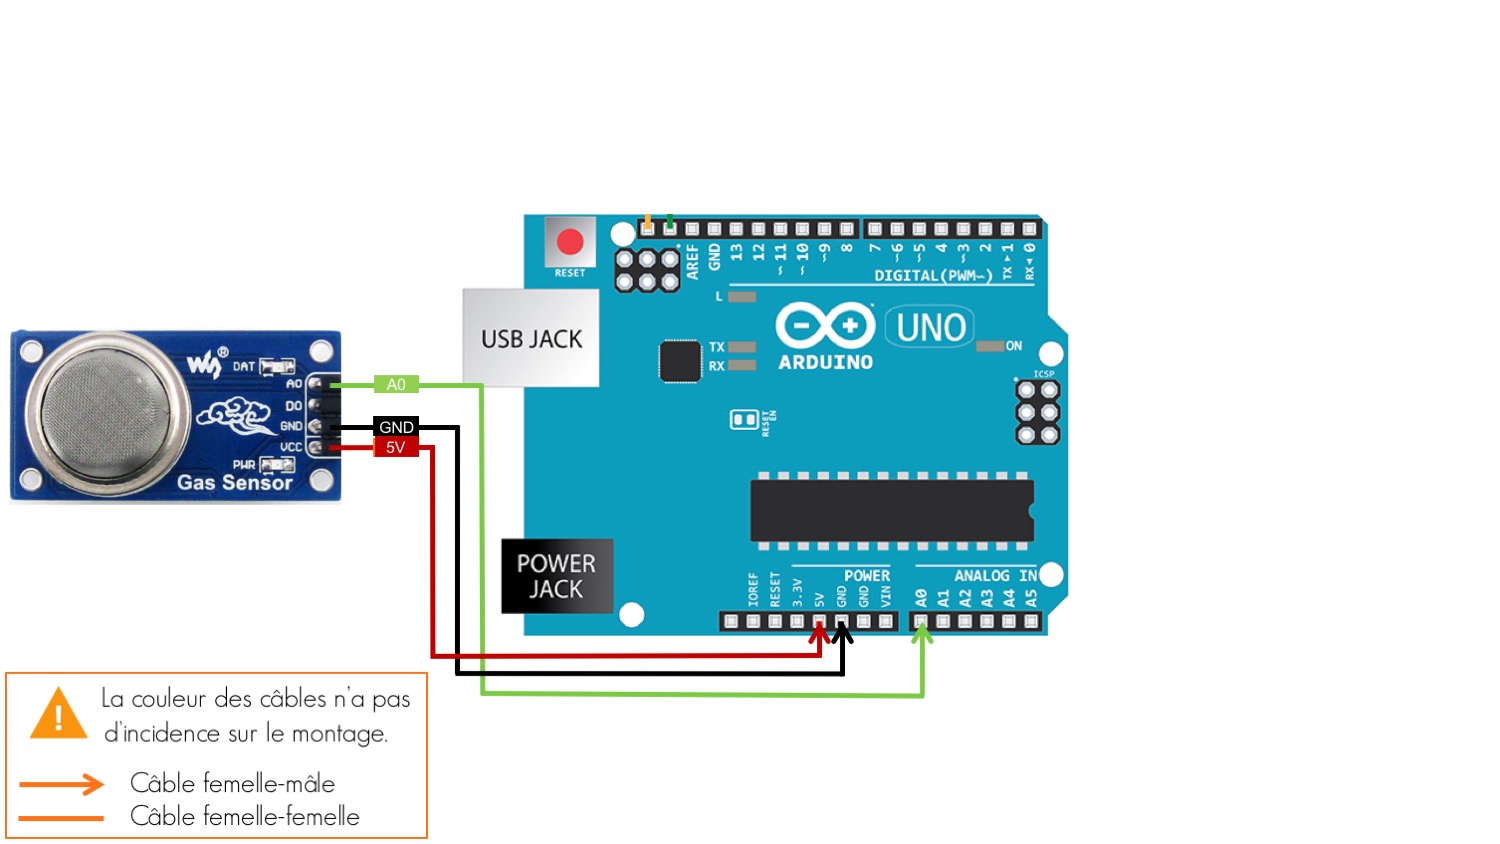 RESET
AREF
GND
13
12
~11
~10
~9
8
7
~6
~5
4
~3
2
TX ▸ 1
RX ◂ 0
DIGITAL(PWM~)
L
USB JACK
TX
RX
ARDUINO
UNO
ON
ICSP
RESET
EN
DAT
A0
DO
GND
VCC
PWR
Gas Sensor
A0
GND
5V
POWER
JACK
POWER
ANALOG IN
IOREF
RESET
3.3V
5V
GND
GND
VIN
A0
A1
A2
A3
A4
A5
La couleur des câbles n'a pas
d'incidence sur le montage.
Câble femelle-mâle
Câble femelle-femelle